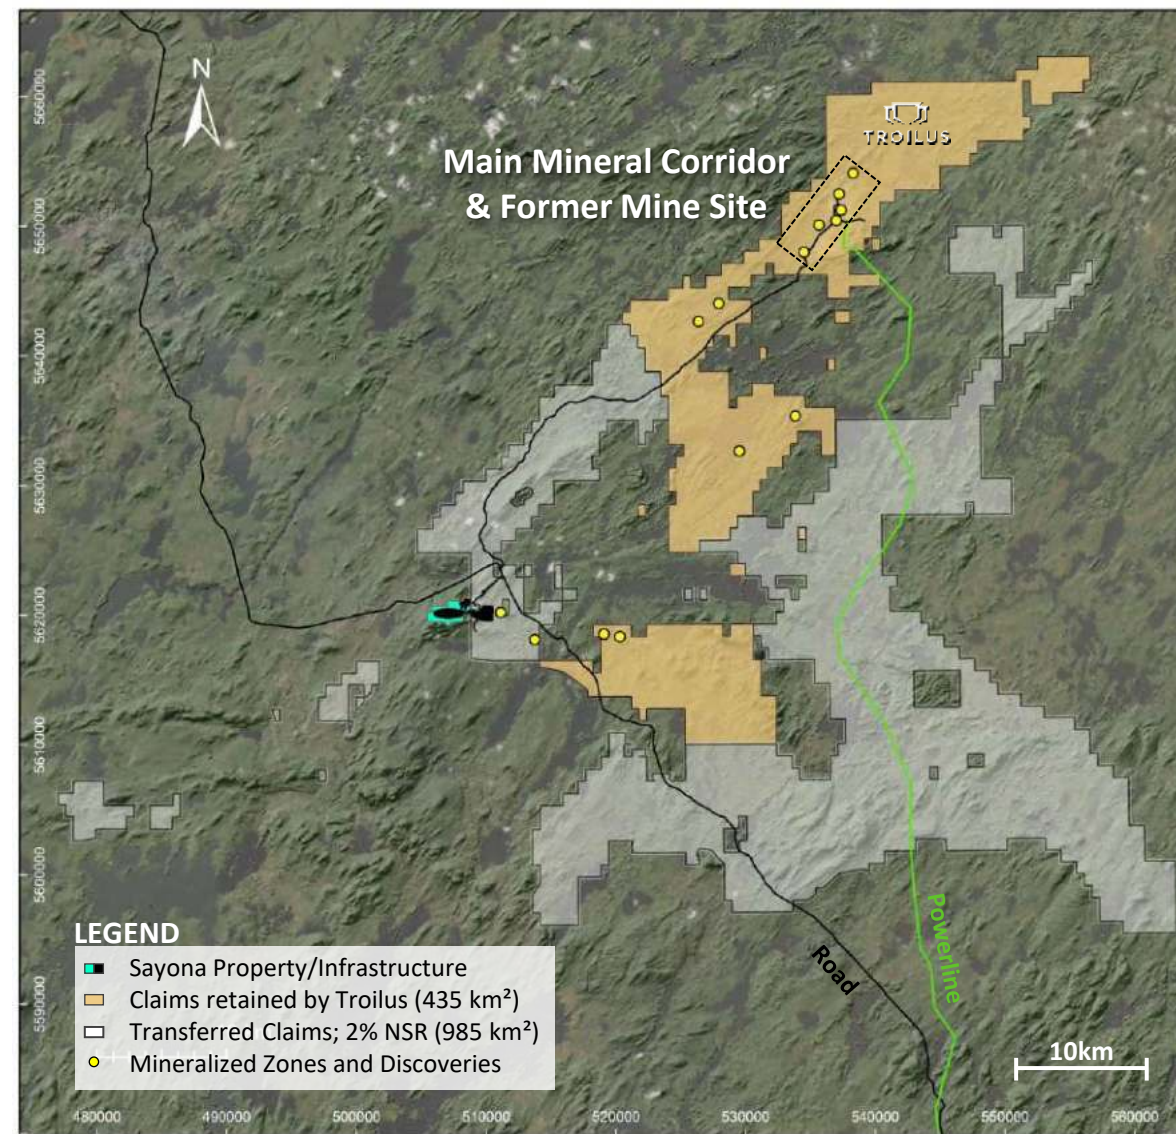 N
TROILUS
Main Mineral Corridor
& Former Mine Site
5660000
5650000
5640000
5630000
5620000
5610000
5600000
5590000
Powerline
Road
LEGEND
Sayona Property/Infrastructure
Claims retained by Troilus (435 km²)
Transferred Claims; 2% NSR (985 km²)
Mineralized Zones and Discoveries
10km
480000
490000
500000
510000
520000
530000
540000
550000
560000